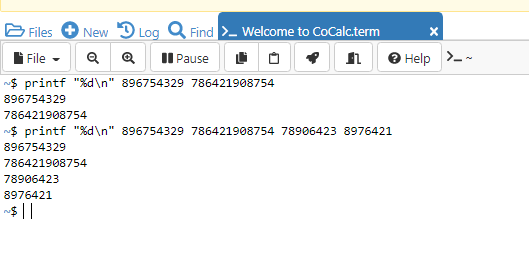 Files New Log Find >_ Welcome to CoCalc.term ×
File Pause Help >_ ~
~$ printf "%d\n" 896754329 786421908754
896754329
786421908754
~$ printf "%d\n" 896754329 786421908754 78906423 8976421
896754329
786421908754
78906423
8976421
~$